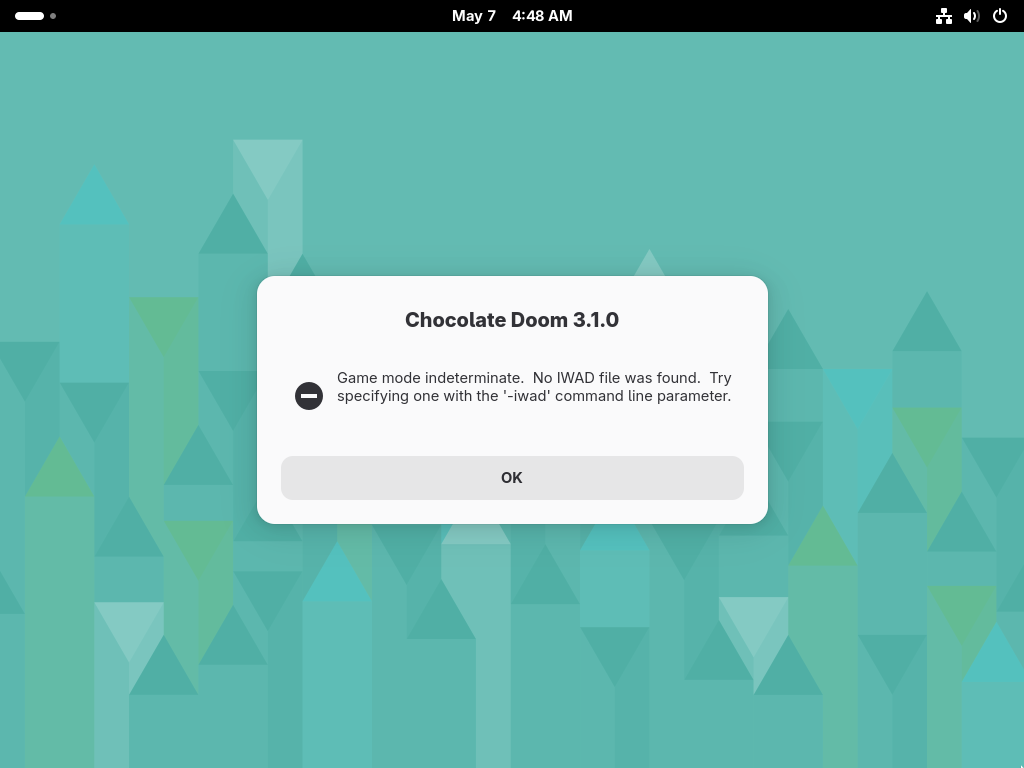 May 7 4:48 AM
Chocolate Doom 3.1.0
Game mode indeterminate.  No IWAD file was found.  Try
specifying one with the '-iwad' command line parameter.
OK